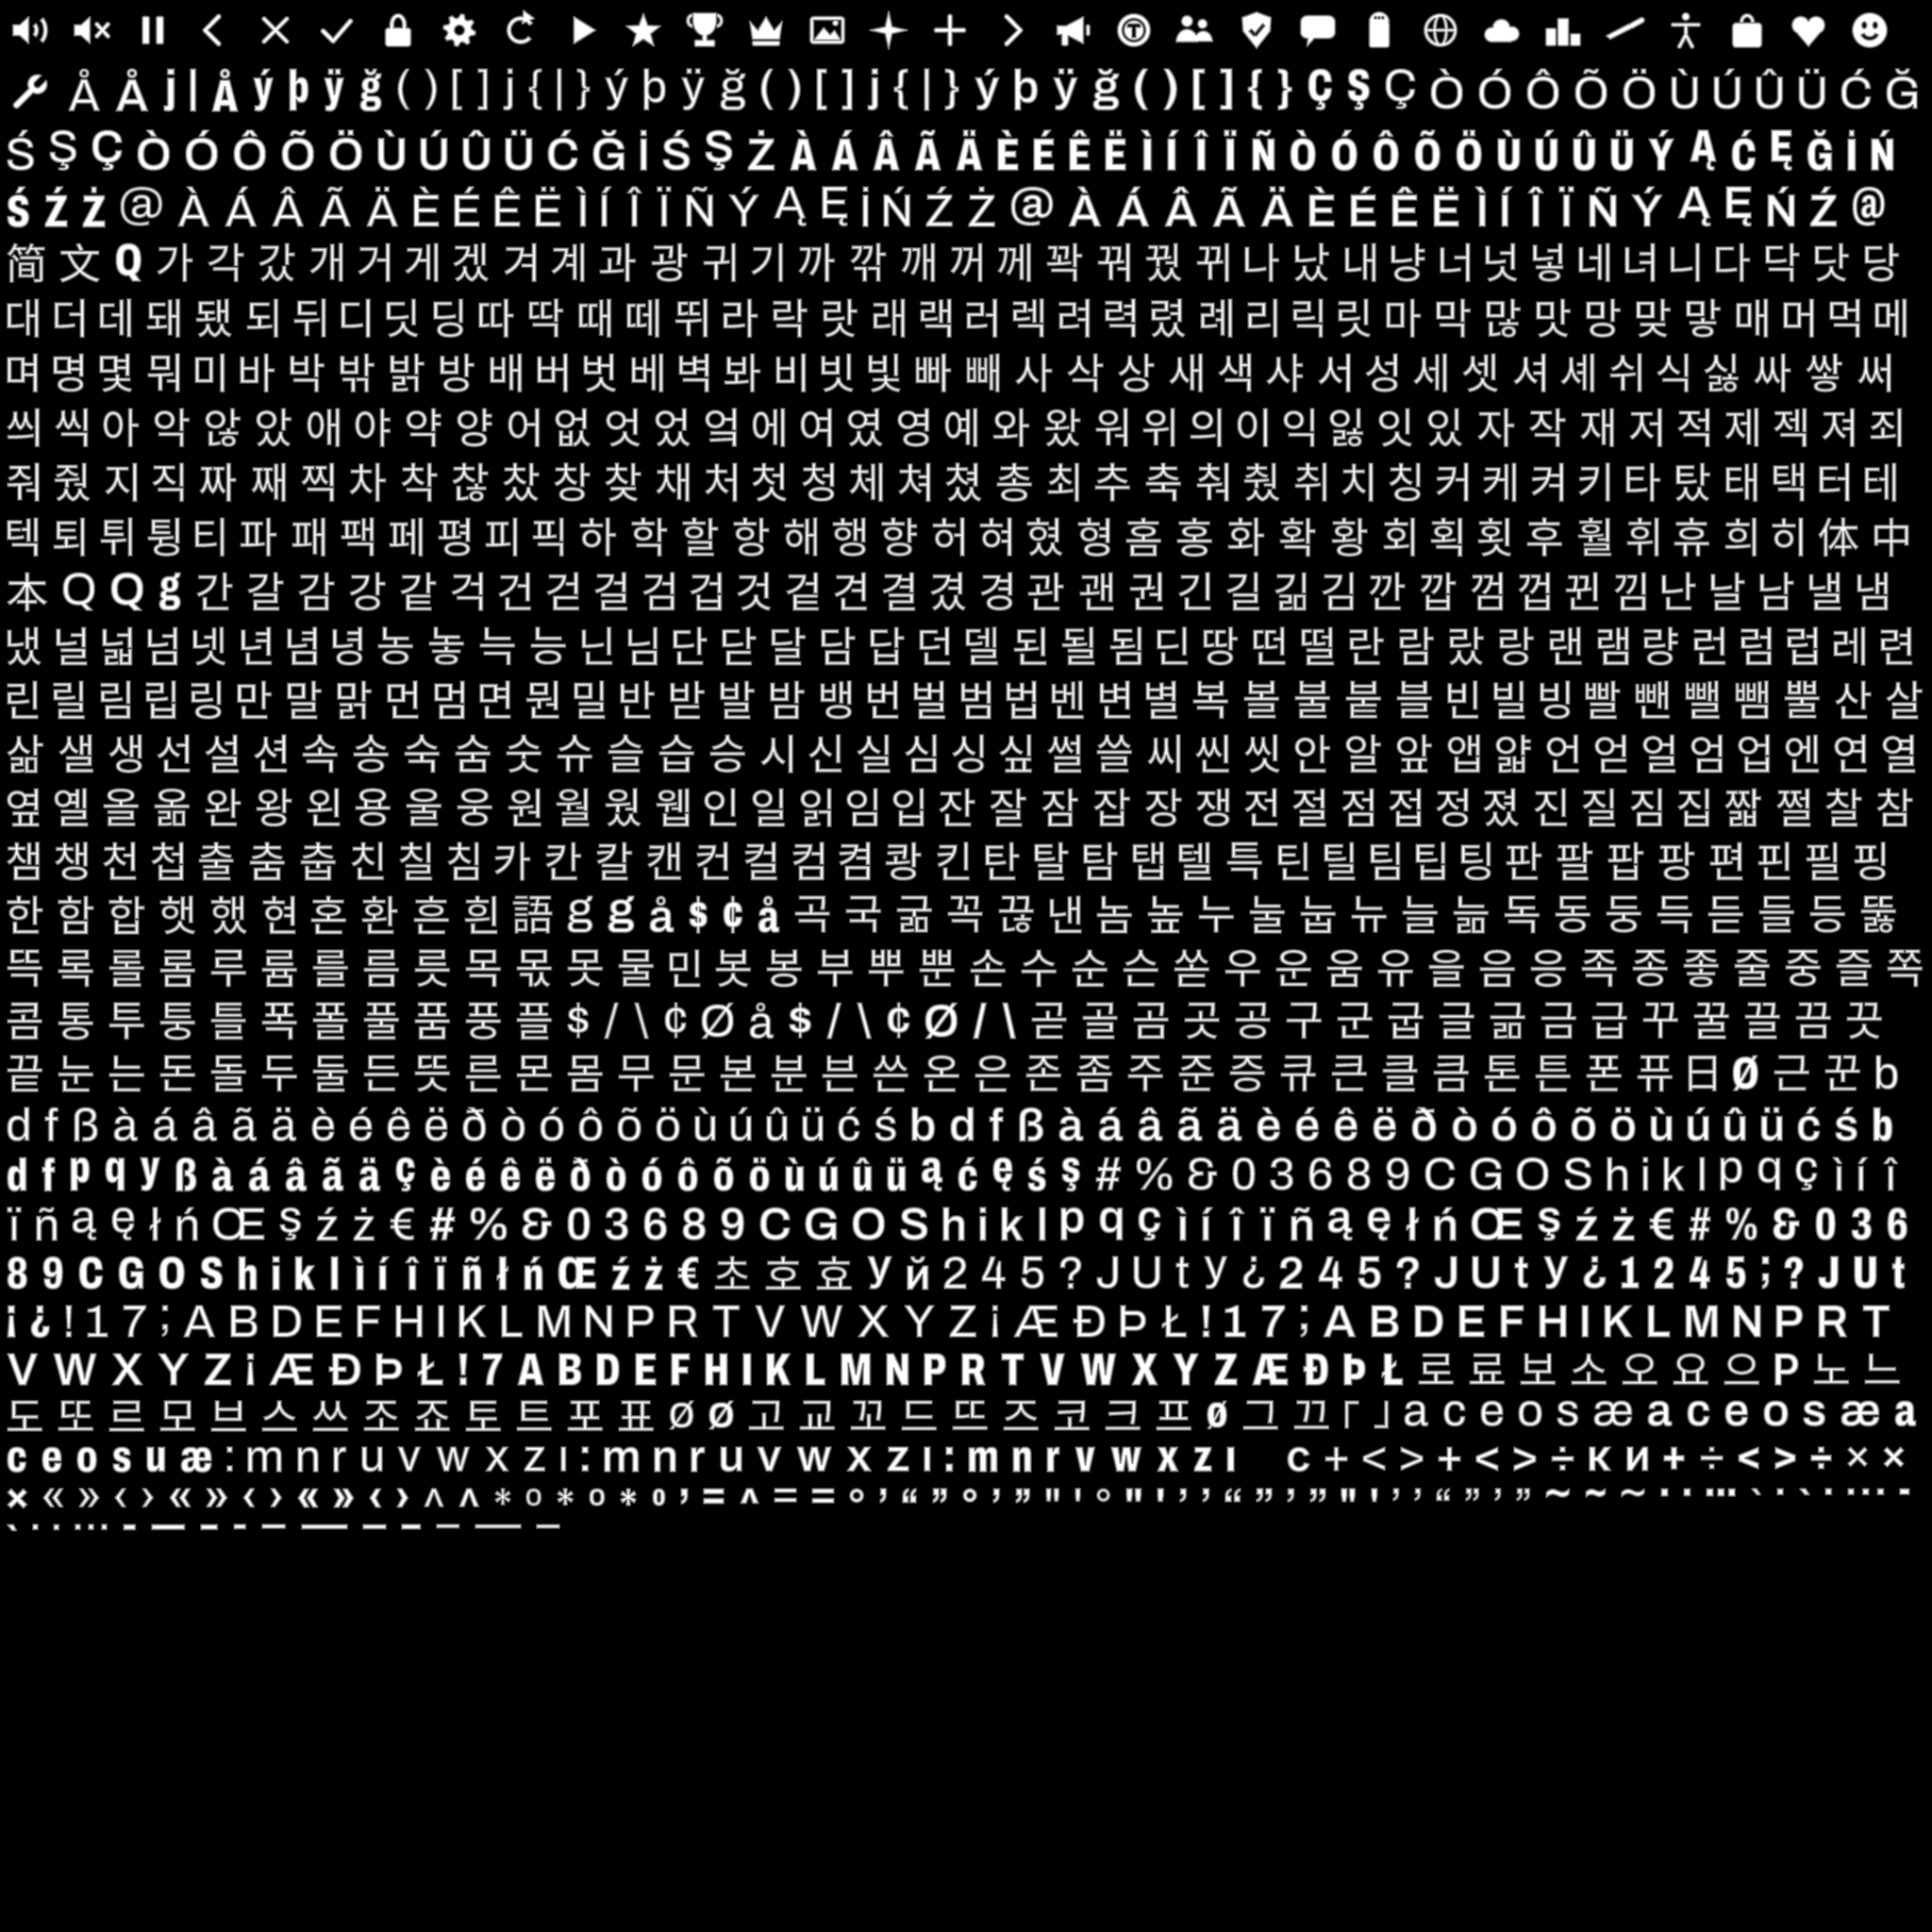 Å Å j | Å ý þ ÿ ğ ( ) [ ] j { | } ý þ ÿ ğ ( ) [ ] j { | } ý þ ÿ ğ ( ) [ ] { } Ç Ş Ç Ò Ó Ô Õ Ö Ù Ú Û Ü Ć Ğ
Ś Ş Ç Ò Ó Ô Õ Ö Ù Ú Û Ü Ć Ğ İ Ś Ş Ż À Á Â Ã Ä È É Ê Ë Ì Í Î Ï Ñ Ò Ó Ô Õ Ö Ù Ú Û Ü Ý Ą Ć Ę Ğ İ Ń
Ś Ź Ż @ À Á Â Ã Ä È É Ê Ë Ì Í Î Ï Ñ Ý Ą Ę İ Ń Ź Ż @ À Á Â Ã Ä È É Ê Ë Ì Í Î Ï Ñ Ý Ą Ę Ń Ź @
简 文 Q 가 각 갔 개 거 게 겠 겨 계 과 광 귀 기 까 깎 깨 꺼 께 꽉 꿔 꿨 뀌 나 났 내 냥 너 넛 넣 네 녀 니 다 닥 닷 당
대 더 데 돼 됐 되 뒤 디 딧 딩 따 딱 때 떼 뛰 라 락 랏 래 랙 러 렉 려 력 렸 례 리 릭 릿 마 막 많 맛 망 맞 맣 매 머 먹 메
며 명 몇 뭐 미 바 박 밖 밝 방 배 버 벗 베 벽 봐 비 빗 빛 빠 빼 사 삭 상 새 색 샤 서 성 세 셋 셔 셰 쉬 식 싫 싸 쌓 써
씌 씩 아 악 않 았 애 야 약 양 어 없 엇 었 엌 에 여 였 영 예 와 왔 워 위 의 이 익 잃 잇 있 자 작 재 저 적 제 젝 져 죄
줘 줬 지 직 짜 째 찍 차 착 찮 찼 창 찾 채 처 첫 청 체 쳐 쳤 총 최 추 축 춰 췄 취 치 칭 커 케 켜 키 타 탔 태 택 터 테
텍 퇴 튀 튕 티 파 패 팩 페 평 피 픽 하 학 할 항 해 행 향 허 혀 혔 형 홈 홍 화 확 황 회 획 횟 후 훨 휘 휴 희 히 体 中
本 Q Q g 간 갈 감 강 같 걱 건 걷 걸 검 겁 것 겉 견 결 겼 경 관 괜 권 긴 길 깊 김 깐 깝 껌 껍 뀐 낌 난 날 남 낼 냄
냈 널 넓 넘 넷 년 념 녕 농 놓 늑 능 닌 님 단 닫 달 담 답 던 델 된 될 됨 딘 땅 떤 떨 란 람 랐 랑 랜 램 량 런 럼 럽 레 련
린 릴 림 립 링 만 말 맑 먼 멈 면 뭔 밀 반 받 발 밤 뱅 번 벌 범 법 벤 변 별 복 볼 불 붙 블 빈 빌 빙 빨 뺀 뺄 뺌 뿔 산 살
삶 샐 생 선 설 션 속 송 숙 숨 숫 슈 슬 습 승 시 신 실 심 싱 싶 썰 쓸 씨 씬 씻 안 알 앞 앱 얇 언 얻 얼 엄 업 엔 연 열
옆 옐 올 옮 완 왕 왼 용 울 웅 원 월 웠 웹 인 일 읽 임 입 잔 잘 잠 잡 장 쟁 전 절 점 접 정 졌 진 질 짐 집 짧 쩔 찰 참
챔 챙 천 첩 출 춤 춥 친 칠 침 카 칸 칼 캔 컨 컬 컴 켬 쾅 킨 탄 탈 탐 탭 텔 특 틴 틸 팀 팁 팅 판 팔 팝 팡 편 핀 필 핑
한 함 합 햇 했 현 혼 환 흔 흰 語 g g å $ ¢ å 곡 국 굶 꼭 끊 낸 놈 높 누 눌 눕 뉴 늘 늚 독 동 둥 득 듣 들 등 뚫
뚝 록 롤 롬 루 륨 를 름 릇 목 몫 못 물 민 봇 봉 부 뿌 뿐 손 수 순 슨 쏟 우 운 움 유 을 음 응 족 종 좋 줄 중 즐 쪽
콤 통 투 퉁 틀 폭 폴 풀 품 풍 플 $ / \ ¢ Ø å $ / \ ¢ Ø / \ 곧 골 곰 곳 공 구 군 굽 글 긂 금 급 꾸 꿀 끌 끔 끗
끝 눈 는 돈 돌 두 둘 든 뜻 른 몬 몸 무 문 본 분 븐 쓴 온 은 존 좀 주 준 증 큐 큰 클 큼 톤 튼 폰 퓨 日 Ø 근 꾼 b
d f ß à á â ã ä è é ê ë ð ò ó ô õ ö ù ú û ü ć ś b d f ß à á â ã ä è é ê ë ð ò ó ô õ ö ù ú û ü ć ś b
d f p q y ß à á â ã ä ç è é ê ë ð ò ó ô õ ö ù ú û ü ą ć ę ś ş # % & 0 3 6 8 9 C G O S h i k l p q ç ì í î
ï ñ ą ę ł ń Œ ş ź ż € # % & 0 3 6 8 9 C G O S h i k l p q ç ì í î ï ñ ą ę ł ń Œ ş ź ż € # % & 0 3 6
8 9 C G O S h i k l ì í î ï ñ ł ń Œ ź ż € 초 호 효 У й 2 4 5 ? J U t y ¿ 2 4 5 ? J U t y ¿ 1 2 4 5 ; ? J U t
¡ ¿ ! 1 7 ; A B D E F H I K L M N P R T V W X Y Z ¡ Æ Ð Þ Ł ! 1 7 ; A B D E F H I K L M N P R T
V W X Y Z ¡ Æ Ð Þ Ł ! 7 A B D E F H I K L M N P R T V W X Y Z Æ Ð Þ Ł 로 료 보 소 오 요 으 Р 노 느
도 또 르 모 브 스 쓰 조 죠 토 트 포 표 ø ø 고 교 꼬 드 뜨 즈 코 크 프 ø 그 끄 「 」 a c e o s æ a c e o s æ a
c e o s u æ : m n r u v w x z ı : m n r u v w x z ı : m n r v w x z ı с + < > + < > ÷ к и + ÷ < > ÷ × ×
× « » ‹ › « » ‹ › « » ‹ › ^ ^ * º * º * º ’ = ^ = = ° ’ “ ” ° ’ ” " ' ° " ' ’ ’ “ ” ’ ” " ' ’ ’ “ ” ’ ” ~ ~ ~